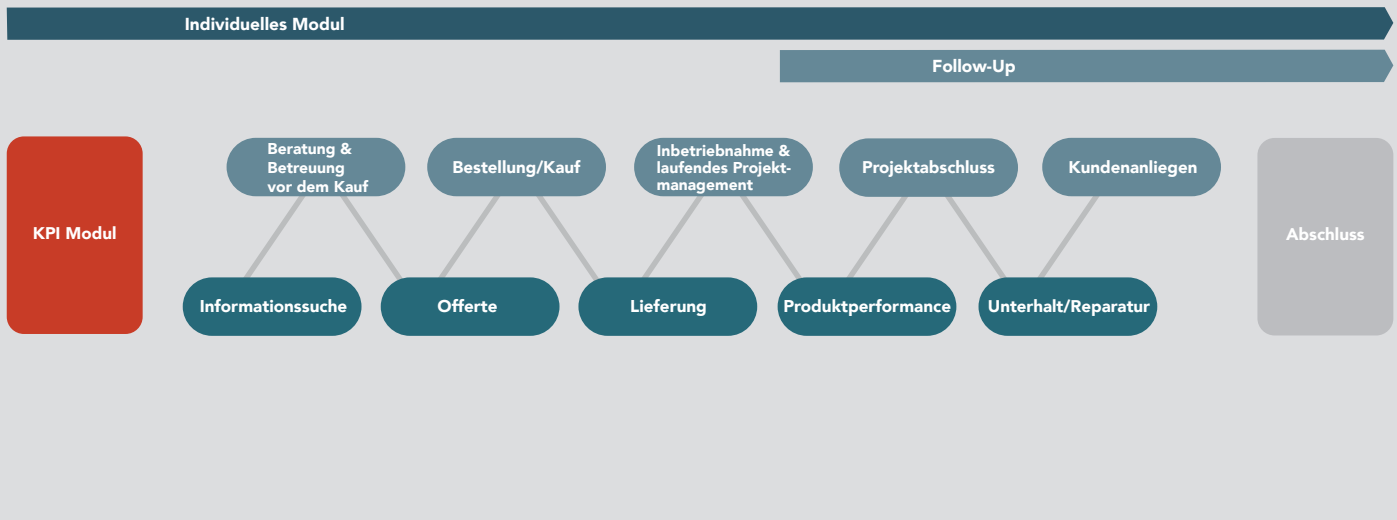 Individuelles Modul
Follow-Up
Beratung &
Betreuung
vor dem Kauf
Bestellung/Kauf
Inbetriebnahme &
laufendes Projekt-
management
Projektabschluss
Kundenanliegen
KPI Modul
Abschluss
Informationssuche
Offerte
Lieferung
Produktperformance
Unterhalt/Reparatur